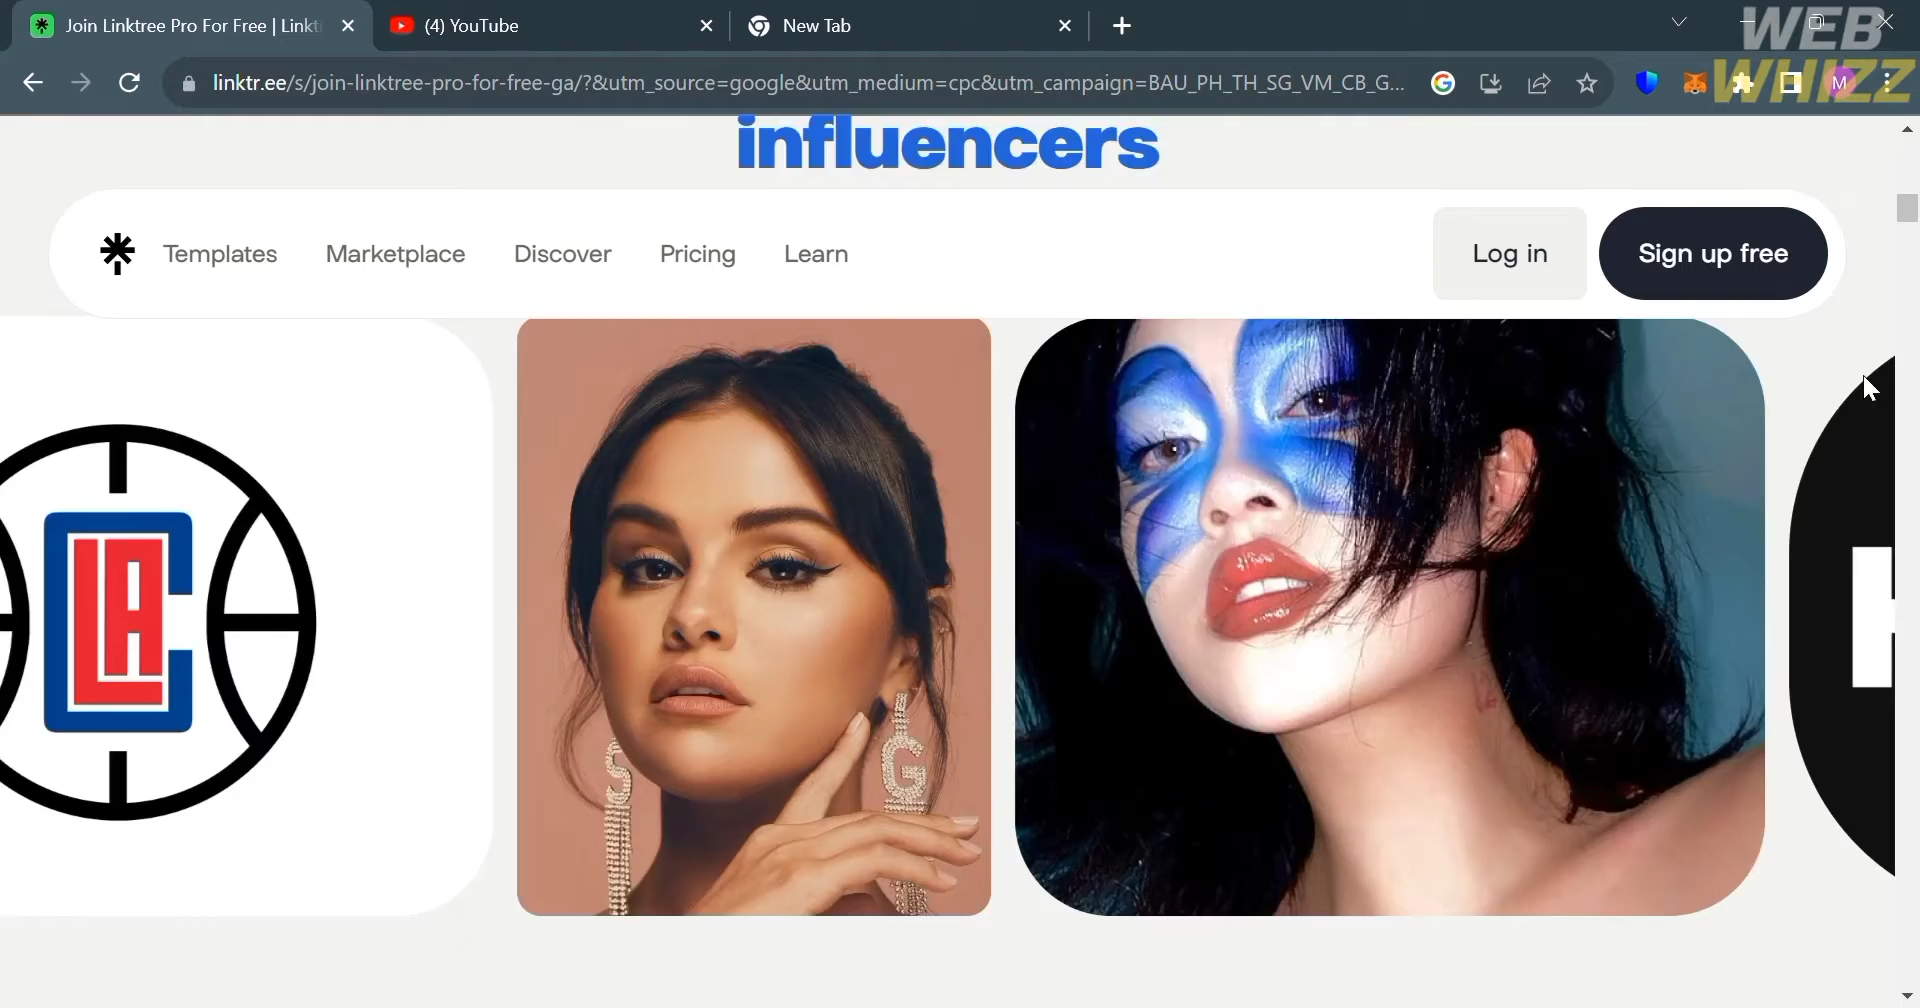 Join Linktree Pro For Free | Linkt
(4) YouTube
New Tab
WEB
WHIZZ
linktr.ee/s/join-linktree-pro-for-free-ga/?&utm_source=google&utm_medium=cpc&utm_campaign=BAU_PH_TH_SG_VM_CB_G...
M
influencers
Templates
Marketplace
Discover
Pricing
Learn
Log in
Sign up free
LA
C
S
G